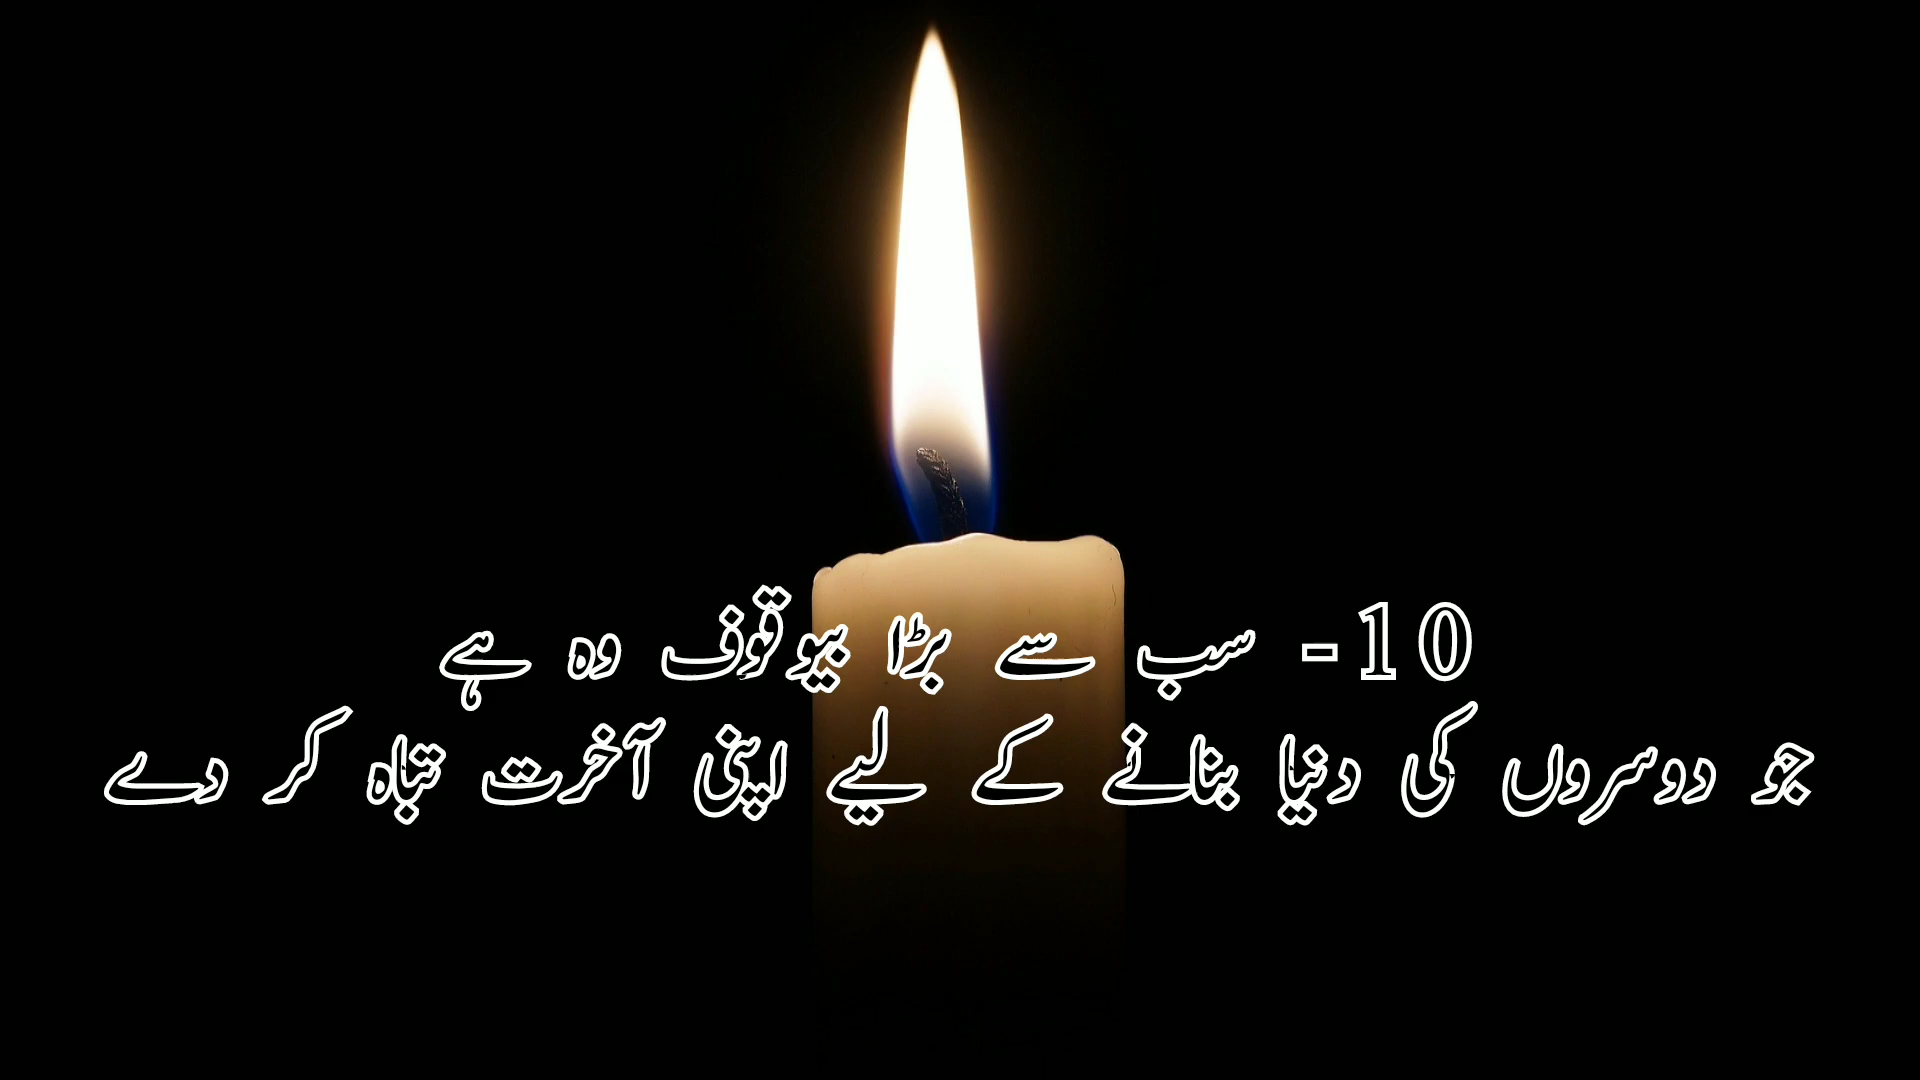 10- سب سے بڑا بیوقوف وہ ہے
جو دوسروں کی دنیا بنانے کے لیے اپنی آخرت تباہ کر دے